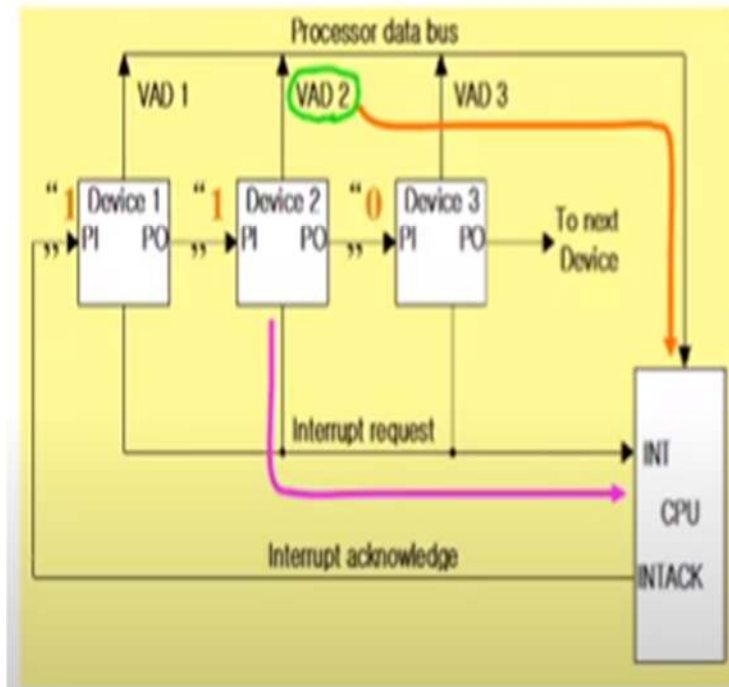 Processor data bus
VAD 1
VAD 2
VAD 3
“1” Device 1 “1” Device 2 “0” Device 3
PI PO PI PO PI PO
To next
Device
Interrupt request
INT
CPU
Interrupt acknowledge
INTACK